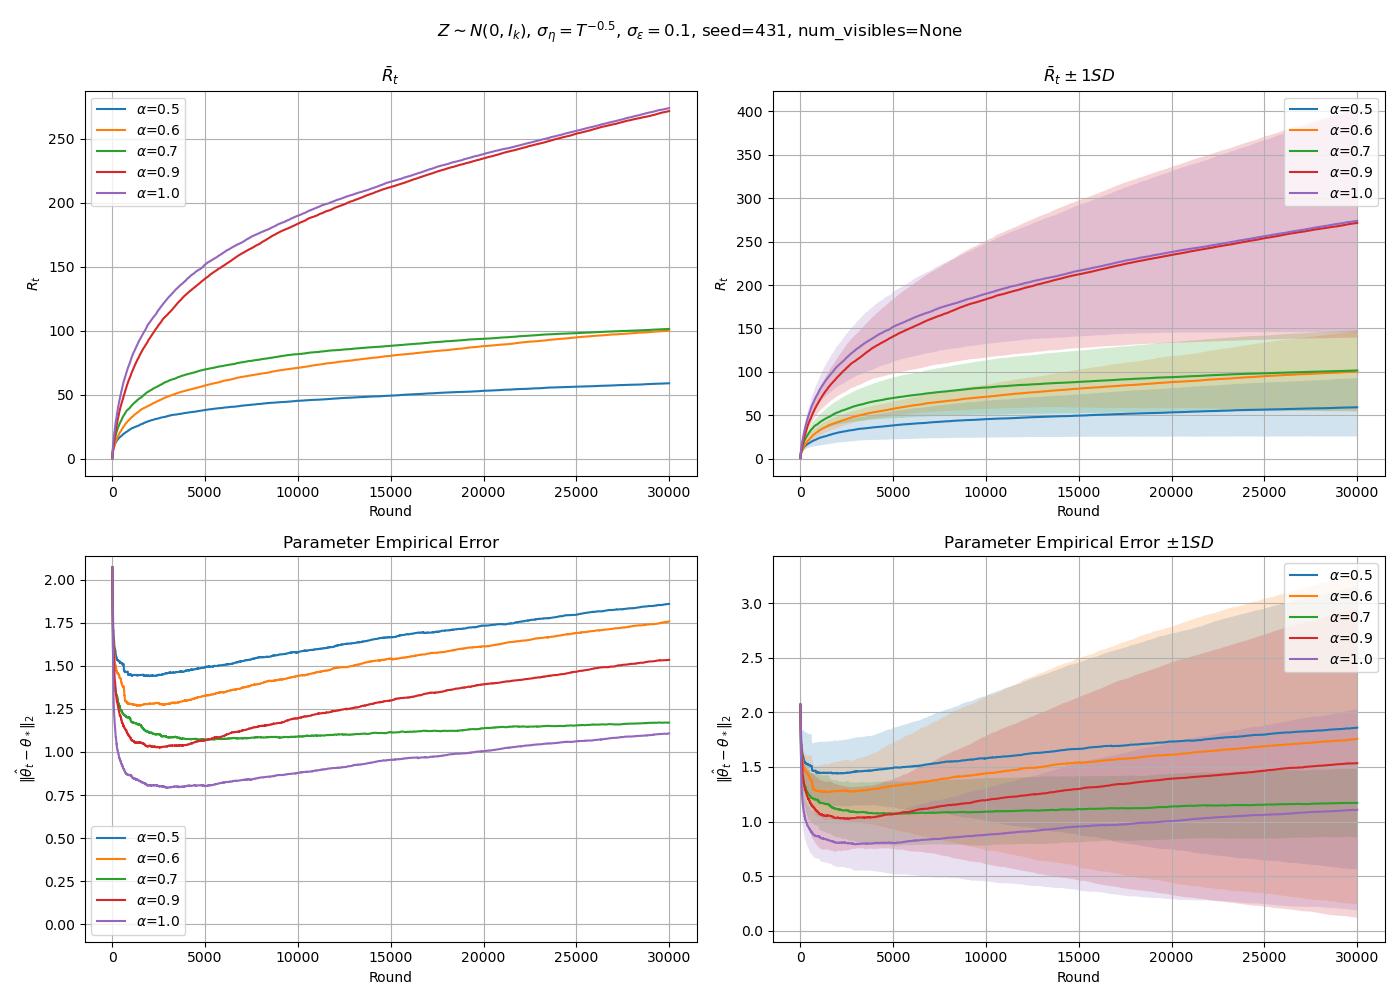 Z ~ N(0, I_k), σ_η = T^{−0.5}, σ_ε = 0.1, seed=431, num_visibles=None
R̄_t
R_t
250
200
150
100
50
0
α=0.5
α=0.6
α=0.7
α=0.9
α=1.0
0 5000 10000 15000 20000 25000 30000
Round
R̄_t ± 1SD
R_t
400
350
300
250
200
150
100
50
0
α=0.5
α=0.6
α=0.7
α=0.9
α=1.0
0 5000 10000 15000 20000 25000 30000
Round
Parameter Empirical Error
‖θ̂_t − θ_*‖_2
2.00
1.75
1.50
1.25
1.00
0.75
0.50
0.25
0.00
α=0.5
α=0.6
α=0.7
α=0.9
α=1.0
0 5000 10000 15000 20000 25000 30000
Round
Parameter Empirical Error ±1SD
‖θ̂_t − θ_*‖_2
3.0
2.5
2.0
1.5
1.0
0.5
0.0
α=0.5
α=0.6
α=0.7
α=0.9
α=1.0
0 5000 10000 15000 20000 25000 30000
Round